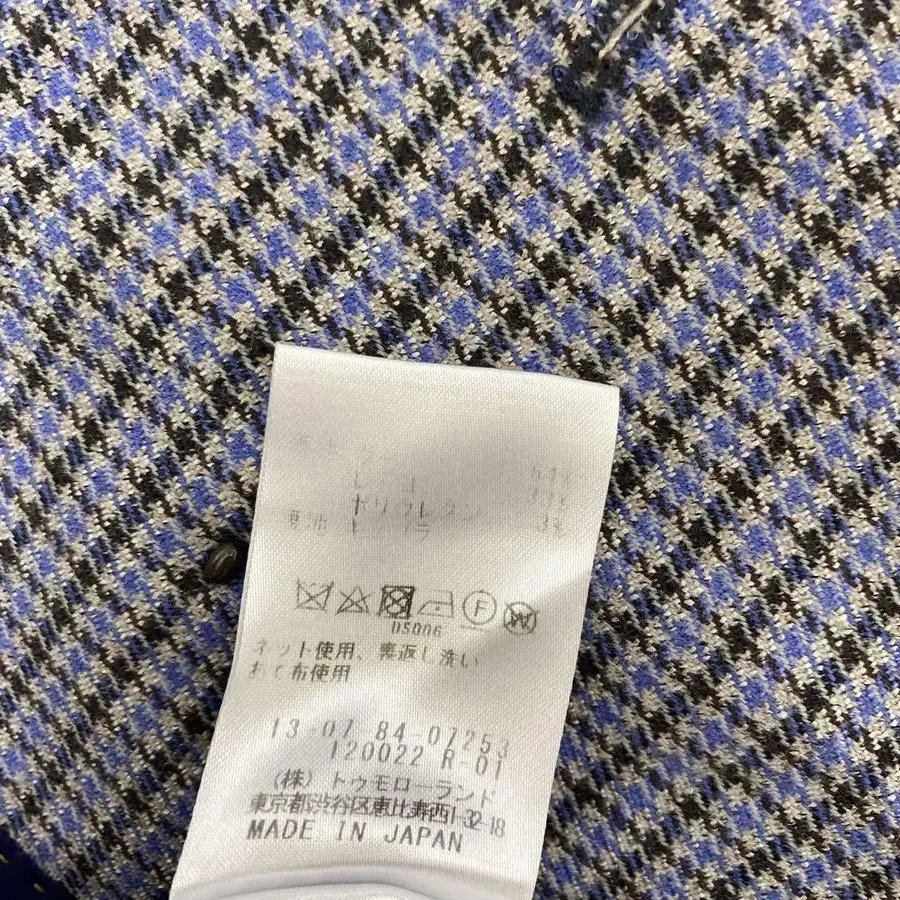 ポリウレタン
DS006
ネット使用、裏返し洗い
あて布使用
13-07 84-07253
120022 R-01
(株) トゥモローランド
東京都渋谷区恵比寿西1-32-18
MADE IN JAPAN